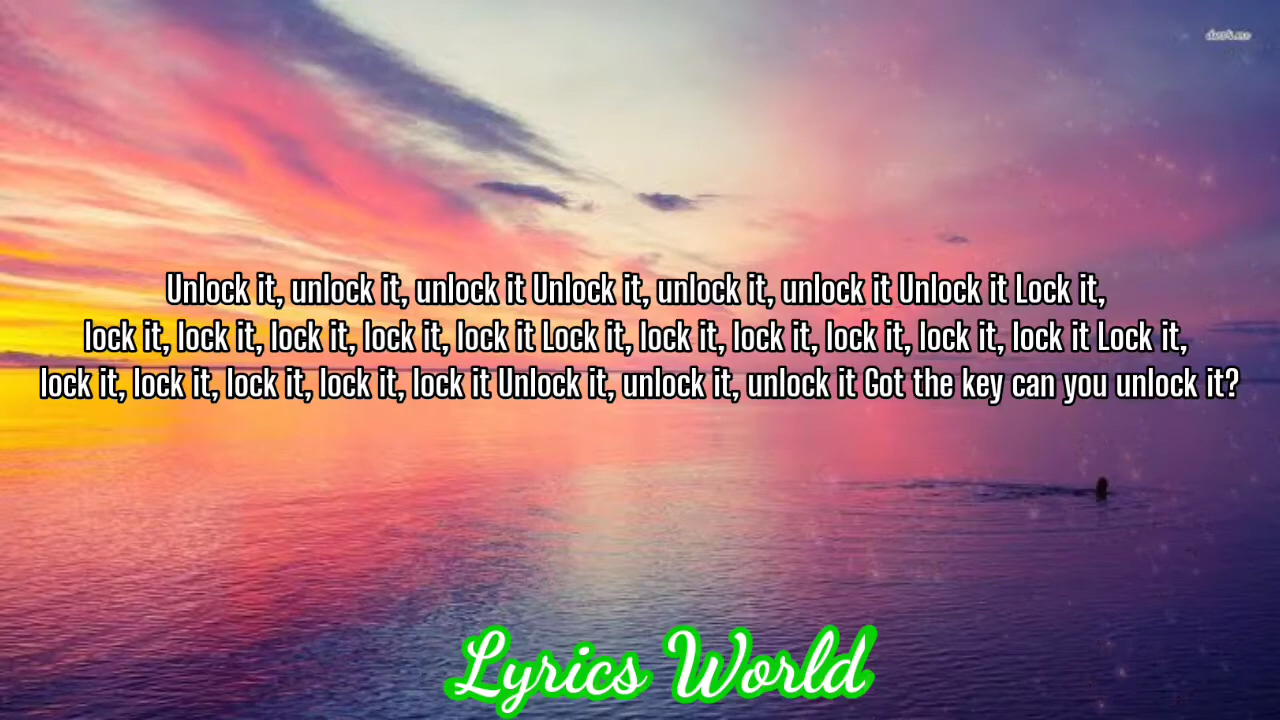 Unlock it, unlock it, unlock it Unlock it, unlock it, unlock it Unlock it Lock it,
lock it, lock it, lock it, lock it, lock it Lock it, lock it, lock it, lock it, lock it, lock it Lock it,
lock it, lock it, lock it, lock it, lock it Unlock it, unlock it, unlock it Got the key can you unlock it?
Lyrics World